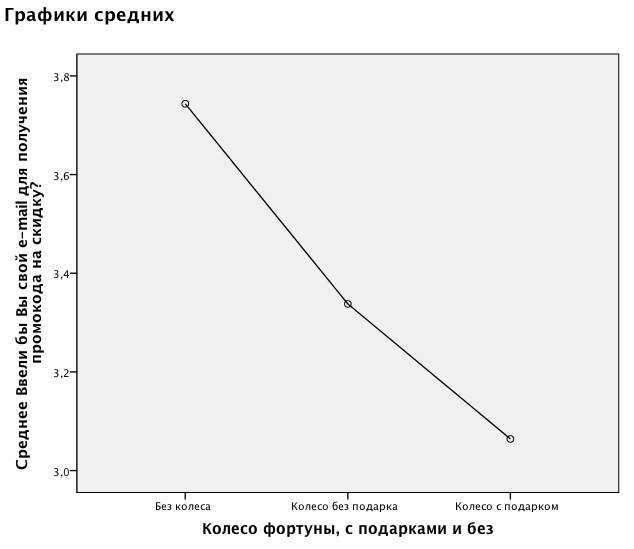 Графики средних
Среднее Ввели бы Вы свой e-mail для получения
промокода на скидку?
3,8
3,6
3,4
3,2
3,0
Без колеса
Колесо без подарка
Колесо с подарком
Колесо фортуны, с подарками и без